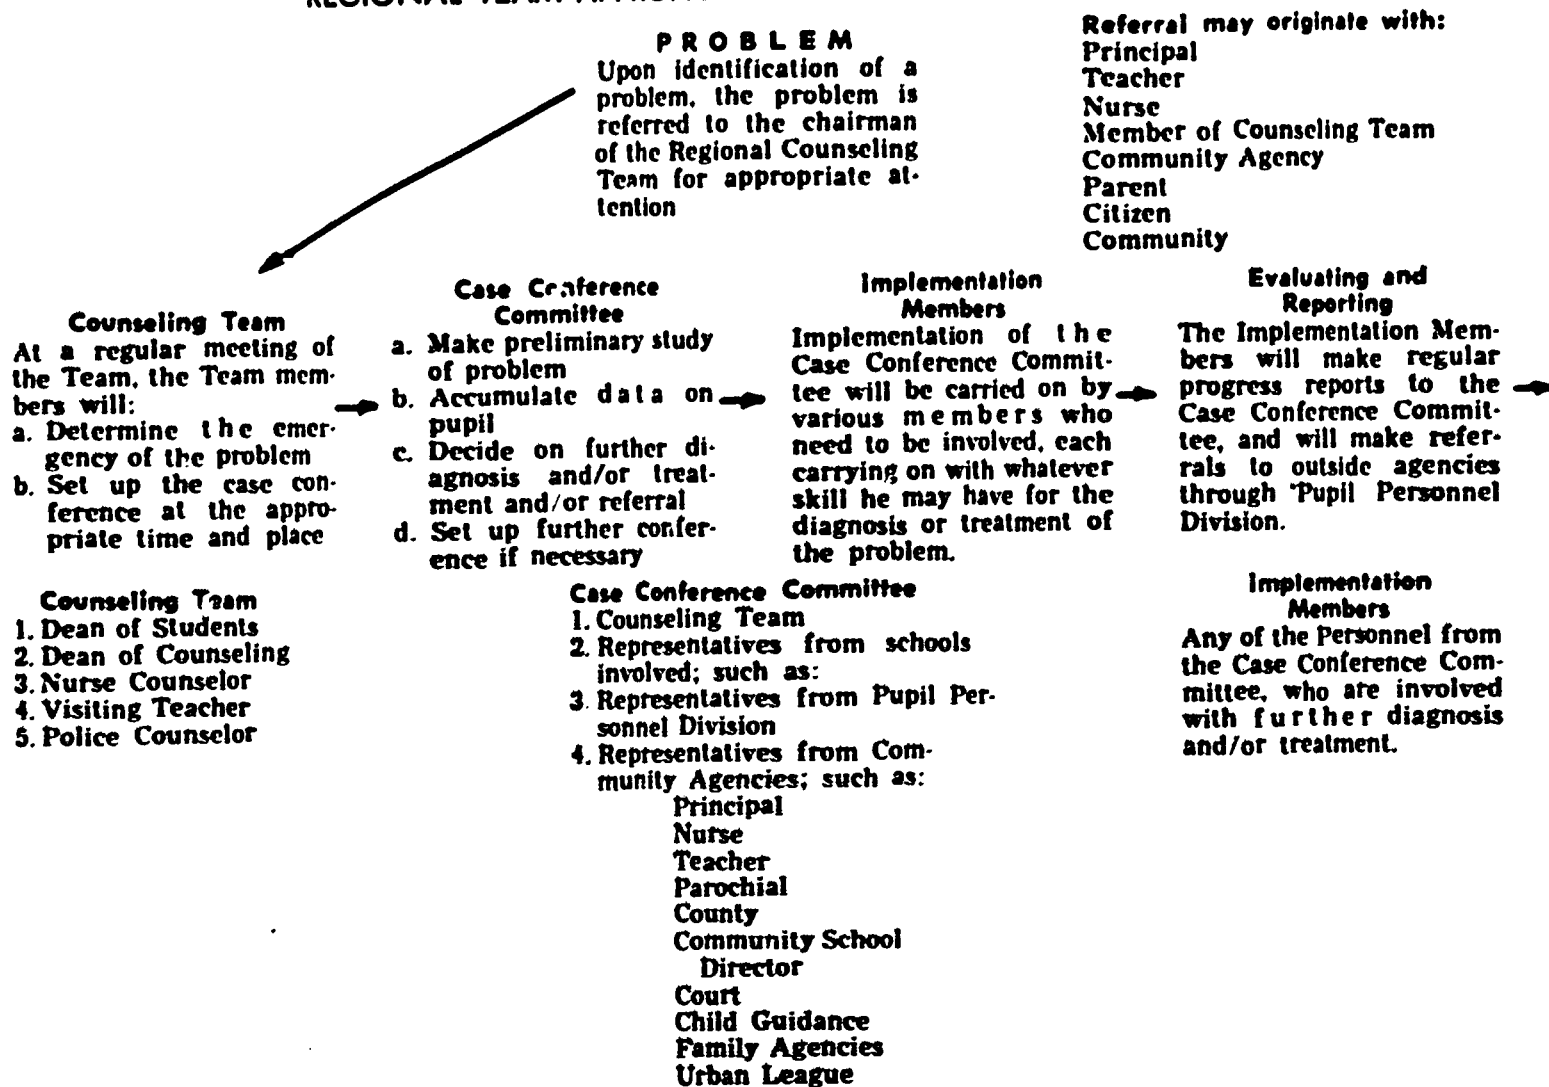 REGIONAL TEAM
PROBLEM
Upon identification of a
problem, the problem is
referred to the chairman
of the Regional Counseling
Team for appropriate at-
tention
Referral may originate with:
Principal
Teacher
Nurse
Member of Counseling Team
Community Agency
Parent
Citizen
Community
Counseling Team
At a regular meeting of
the Team, the Team mem-
bers will:
a. Determine the emer-
gency of the problem
b. Set up the case con-
ference at the appro-
priate time and place
Case Conference
Committee
a. Make preliminary study
of problem
b. Accumulate data on
pupil
c. Decide on further di-
agnosis and/or treat-
ment and/or referral
d. Set up further confer-
ence if necessary
Implementation
Members
Implementation of the
Case Conference Commit-
tee will be carried on by
various members who
need to be involved, each
carrying on with whatever
skill he may have for the
diagnosis or treatment of
the problem.
Evaluating and
Reporting
The Implementation Mem-
bers will make regular
progress reports to the
Case Conference Commit-
tee, and will make refer-
rals to outside agencies
through Pupil Personnel
Division.
Counseling Team
1. Dean of Students
2. Dean of Counseling
3. Nurse Counselor
4. Visiting Teacher
5. Police Counselor
Case Conference Committee
1. Counseling Team
2. Representatives from schools
involved; such as:
3. Representatives from Pupil Per-
sonnel Division
4. Representatives from Com-
munity Agencies; such as:
Principal
Nurse
Teacher
Parochial
County
Community School
Director
Court
Child Guidance
Family Agencies
Urban League
Implementation
Members
Any of the Personnel from
the Case Conference Com-
mittee, who are involved
with further diagnosis
and/or treatment.